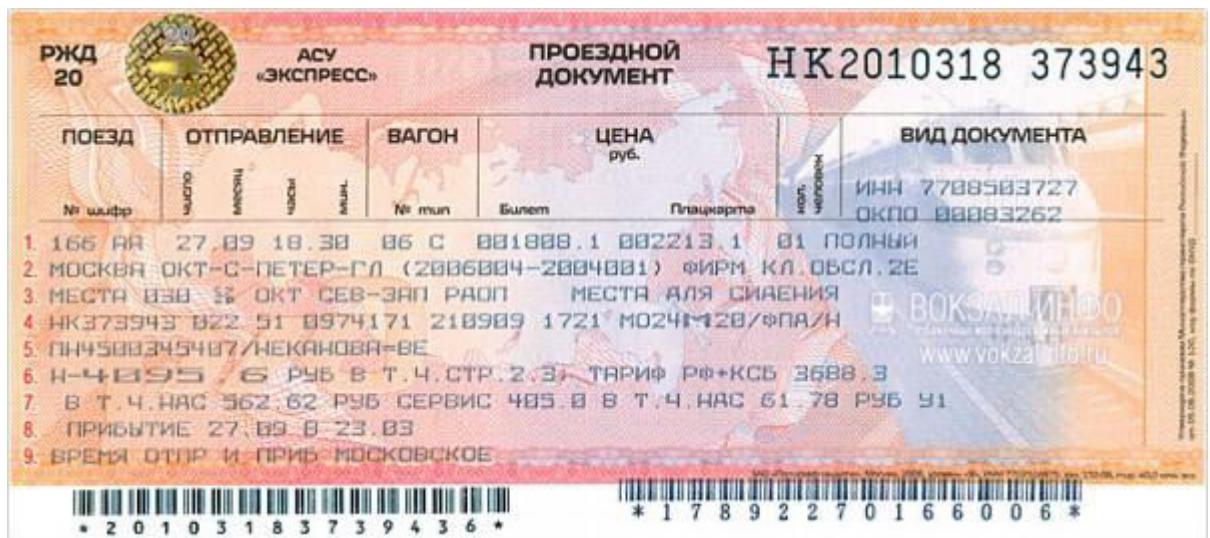 РЖД
20
АСУ
«ЭКСПРЕСС»
ПРОЕЗДНОЙ
ДОКУМЕНТ
НК2010318 373943
ПОЕЗД ОТПРАВЛЕНИЕ ВАГОН ЦЕНА ВИД ДОКУМЕНТА
руб.
№ шифр число месяц часы мин. № тип Билет Плацкарта кол. человек
ИНН 7708503727
ОКПО 00083262
1. 166 АА 27.09 18.30 06 С 001808.1 002213.1 01 ПОЛНЫЙ
2. МОСКВА ОКТ-С-ПЕТЕР-ГЛ (2006004-2004001) ФИРМ КЛ.ОБСЛ.2Е
3. МЕСТА 030 ОКТ СЕВ-ЗАП РАОП МЕСТА ДЛЯ СИДЕНИЯ
4. НК373943 022 51 0974171 210909 1721 МО24М120/ФПА/Н
5. ПН4500345407/НЕКАНОВА=ВЕ
6. Н-4095.6 РУБ В Т.Ч.СТР.2.3; ТАРИФ РФ+КСБ 3688.3
7. В Т.Ч.НДС 562.62 РУБ СЕРВИС 405.0 В Т.Ч.НДС 61.78 РУБ У1
8. ПРИБЫТИЕ 27.09 В 23.03
9. ВРЕМЯ ОТПР И ПРИБ МОСКОВСКОЕ
ВОКЗАЛ ИНФО
www.vokzalinfo.ru
*20103183739436*
*17892270166006*